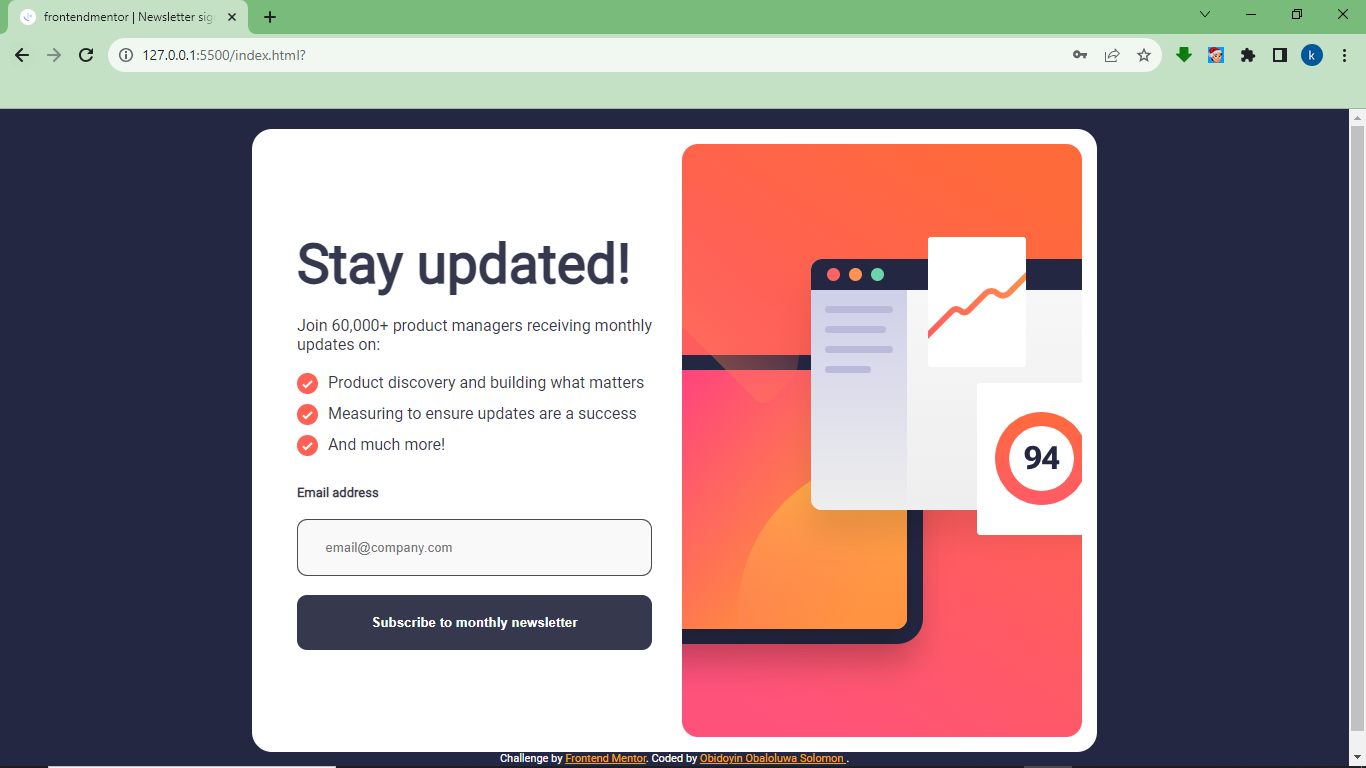 frontendmentor | Newsletter sig
127.0.0.1:5500/index.html?
k
Stay updated!
Join 60,000+ product managers receiving monthly
updates on:
Product discovery and building what matters
Measuring to ensure updates are a success
And much more!
Email address
email@company.com
Subscribe to monthly newsletter
94
Challenge by Frontend Mentor. Coded by Obidoyin Obaloluwa Solomon .